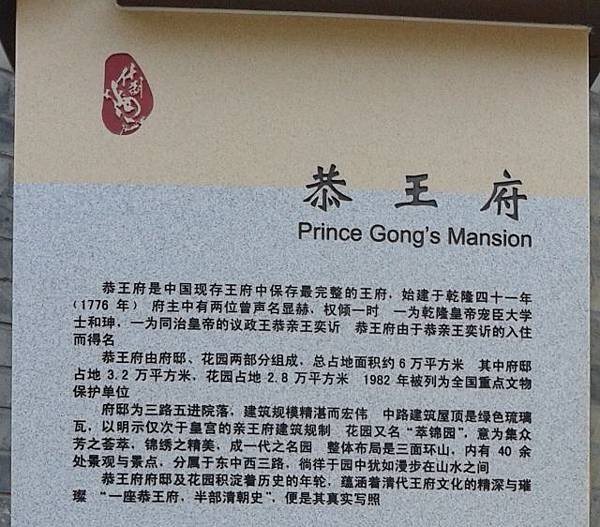 什刹海
恭王府
Prince Gong's Mansion
恭王府是中国现存王府中保存最完整的王府，始建于乾隆四十一年
（1776 年） 府主中有两位曾声名显赫，权倾一时 一为乾隆皇帝宠臣大学
士和珅，一为同治皇帝的议政王恭亲王奕䜣 恭王府由于恭亲王奕䜣的入住
而得名
恭王府由府邸、花园两部分组成，总占地面积约 6 万平方米 其中府邸
占地 3.2 万平方米，花园占地 2.8 万平方米 1982 年被列为全国重点文物
保护单位
府邸为三路五进院落，建筑规模精湛而宏伟 中路建筑屋顶是绿色琉璃
瓦，以明示仅次于皇宫的亲王府建筑规制 花园又名“萃锦园”，意为集众
芳之荟萃，锦绣之精美，成一代之名园 整体布局是三面环山，内有 40 余
处景观与景点，分属于东中西三路，徜徉于园中犹如漫步在山水之间
恭王府府邸及花园积淀着历史的年轮，蕴涵着清代王府文化的精深与璀
璨 “一座恭王府，半部清朝史”，便是其真实写照